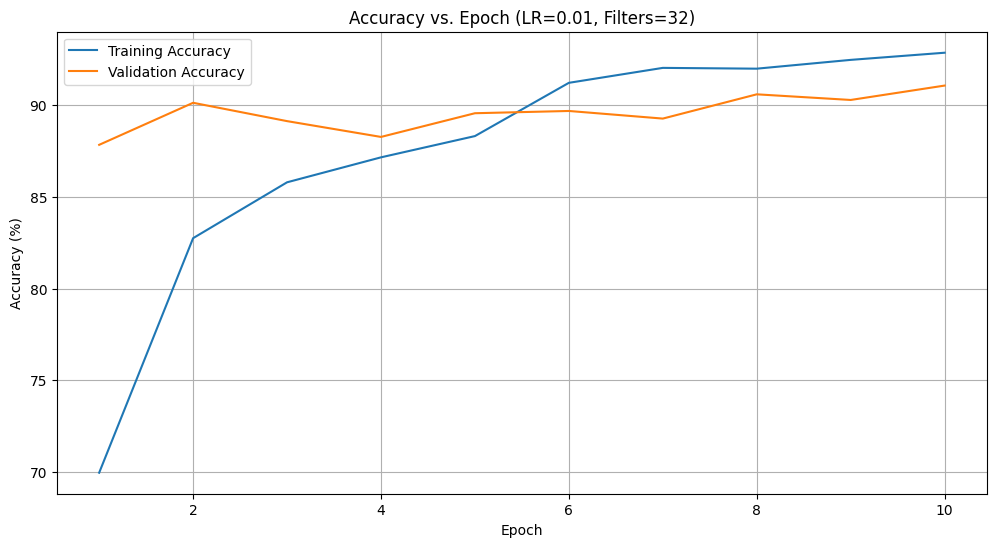 Accuracy vs. Epoch (LR=0.01, Filters=32)
Training Accuracy
Validation Accuracy
Accuracy (%)
90
85
80
75
70
2 4 6 8 10
Epoch